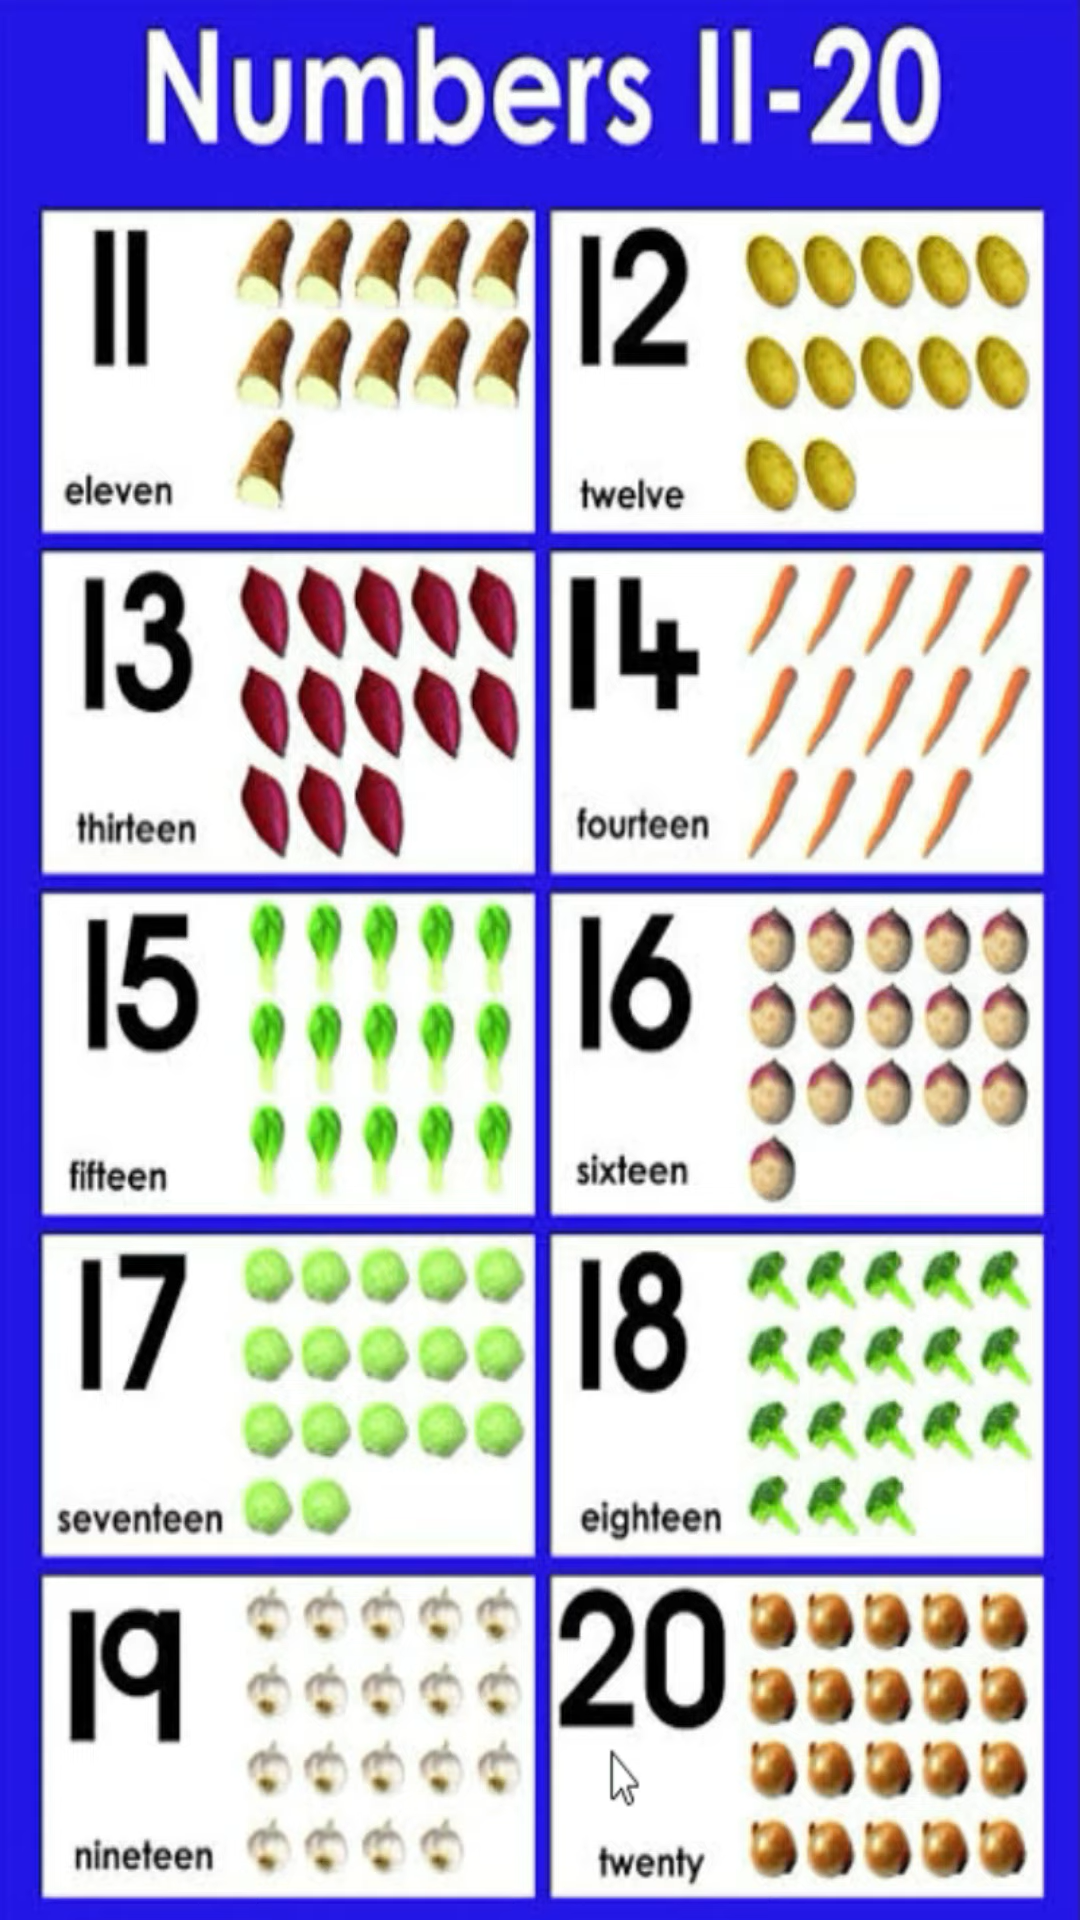 Numbers 11-20
11
eleven
12
twelve
13
thirteen
14
fourteen
15
fifteen
16
sixteen
17
seventeen
18
eighteen
19
nineteen
20
twenty